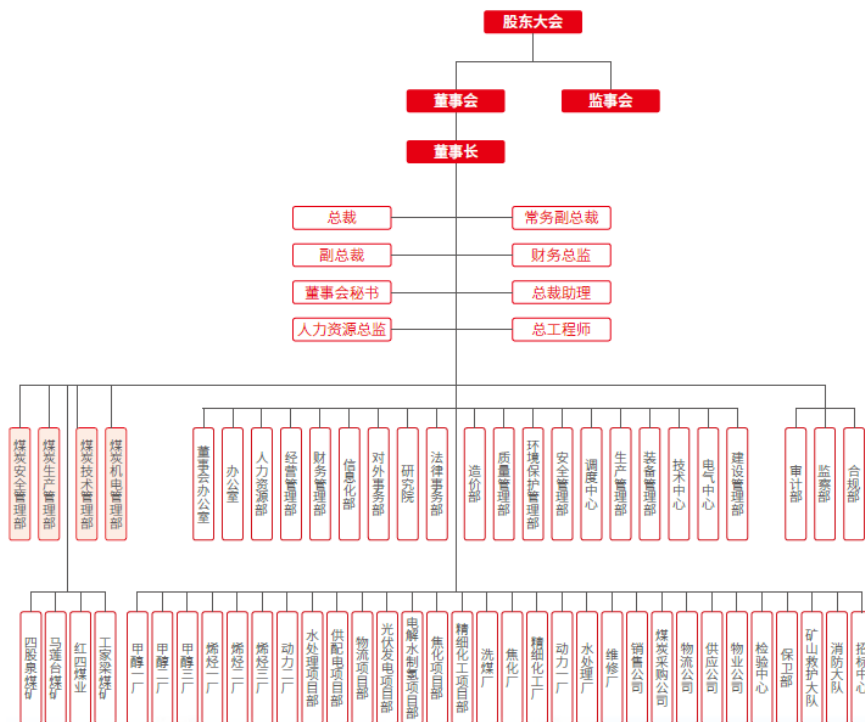 股东大会
董事会
监事会
董事长
总裁
常务副总裁
副总裁
财务总监
董事会秘书
总裁助理
人力资源总监
总工程师
煤炭安全管理部
煤炭生产管理部
煤炭技术管理部
煤炭机电管理部
董事会办公室
办公室
人力资源部
经营管理部
财务管理部
信息化部
对外事务部
研究院
法律事务部
造价部
质量管理部
环境保护管理部
安全管理部
调度中心
生产管理部
装备管理部
技术中心
电气中心
建设管理部
审计部
监察部
合规部
四股泉煤矿
马莲台煤矿
红四煤业
丁家梁煤矿
甲醇一厂
甲醇二厂
甲醇三厂
烯烃一厂
烯烃二厂
烯烃三厂
动力二厂
水处理项目部
供配电项目部
物流项目部
光伏发电项目部
电解水制氢项目部
焦化项目部
精细化工项目部
洗煤厂
焦化厂
精细化工厂
动力一厂
水处理厂
维修厂
销售公司
煤炭采购公司
物流公司
供应公司
物业公司
检验中心
保卫部
矿山救护大队
消防大队
招标中心